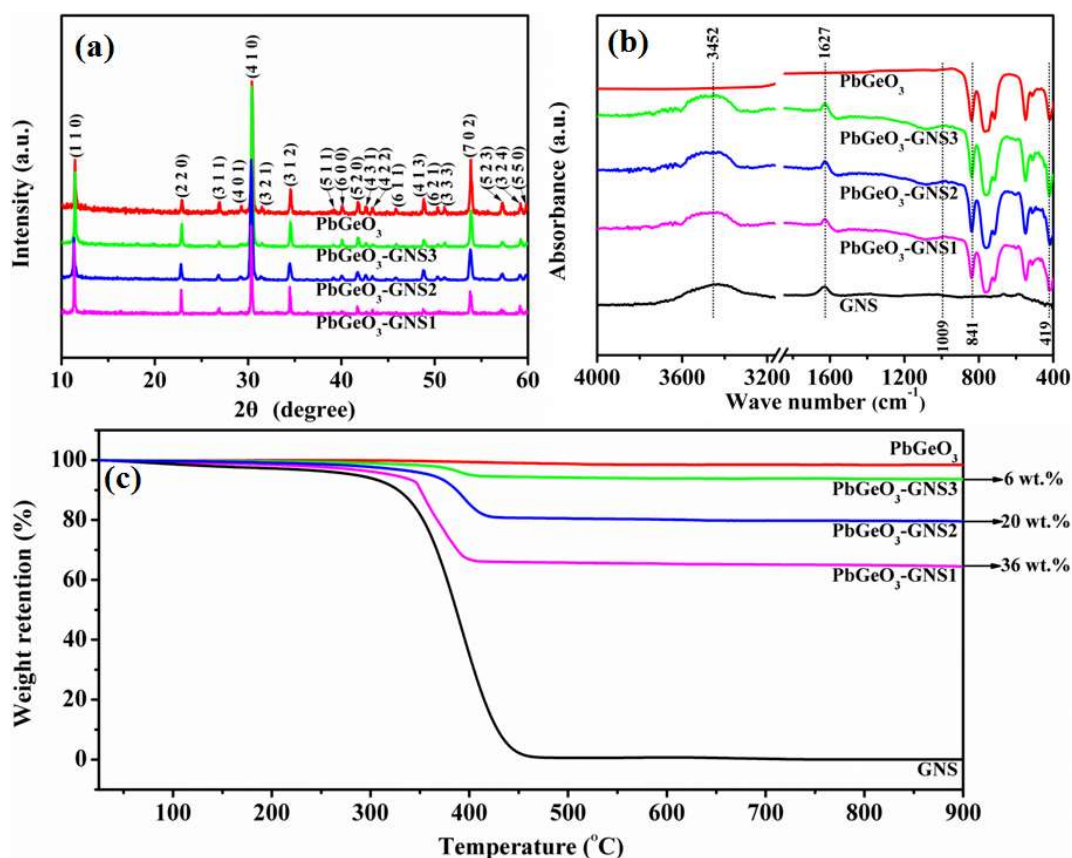 (a)
Intensity (a.u.)
(1 1 0)
(2 2 0)
(3 1 1)
(4 0 1)
(4 1 0)
(3 2 1)
(3 1 2)
(5 1 1)
(6 0 0)
(5 2 0)
(4 3 1)
(4 2 2)
(6 1 1)
(4 1 3)
(6 2 1)
(3 3 3)
(7 0 2)
(5 2 3)
(3 2 4)
(5 5 0)
PbGeO3
PbGeO3-GNS3
PbGeO3-GNS2
PbGeO3-GNS1
10 20 30 40 50 60
2θ (degree)
(b)
Absorbance (a.u.)
3452
1627
PbGeO3
PbGeO3-GNS3
PbGeO3-GNS2
PbGeO3-GNS1
GNS
1009
841
419
4000 3600 3200 1600 1200 800 400
Wave number (cm-1)
(c)
Weight retention (%)
100
80
60
40
20
0
PbGeO3
PbGeO3-GNS3
6 wt.%
PbGeO3-GNS2
20 wt.%
PbGeO3-GNS1
36 wt.%
GNS
100 200 300 400 500 600 700 800 900
Temperature (oC)